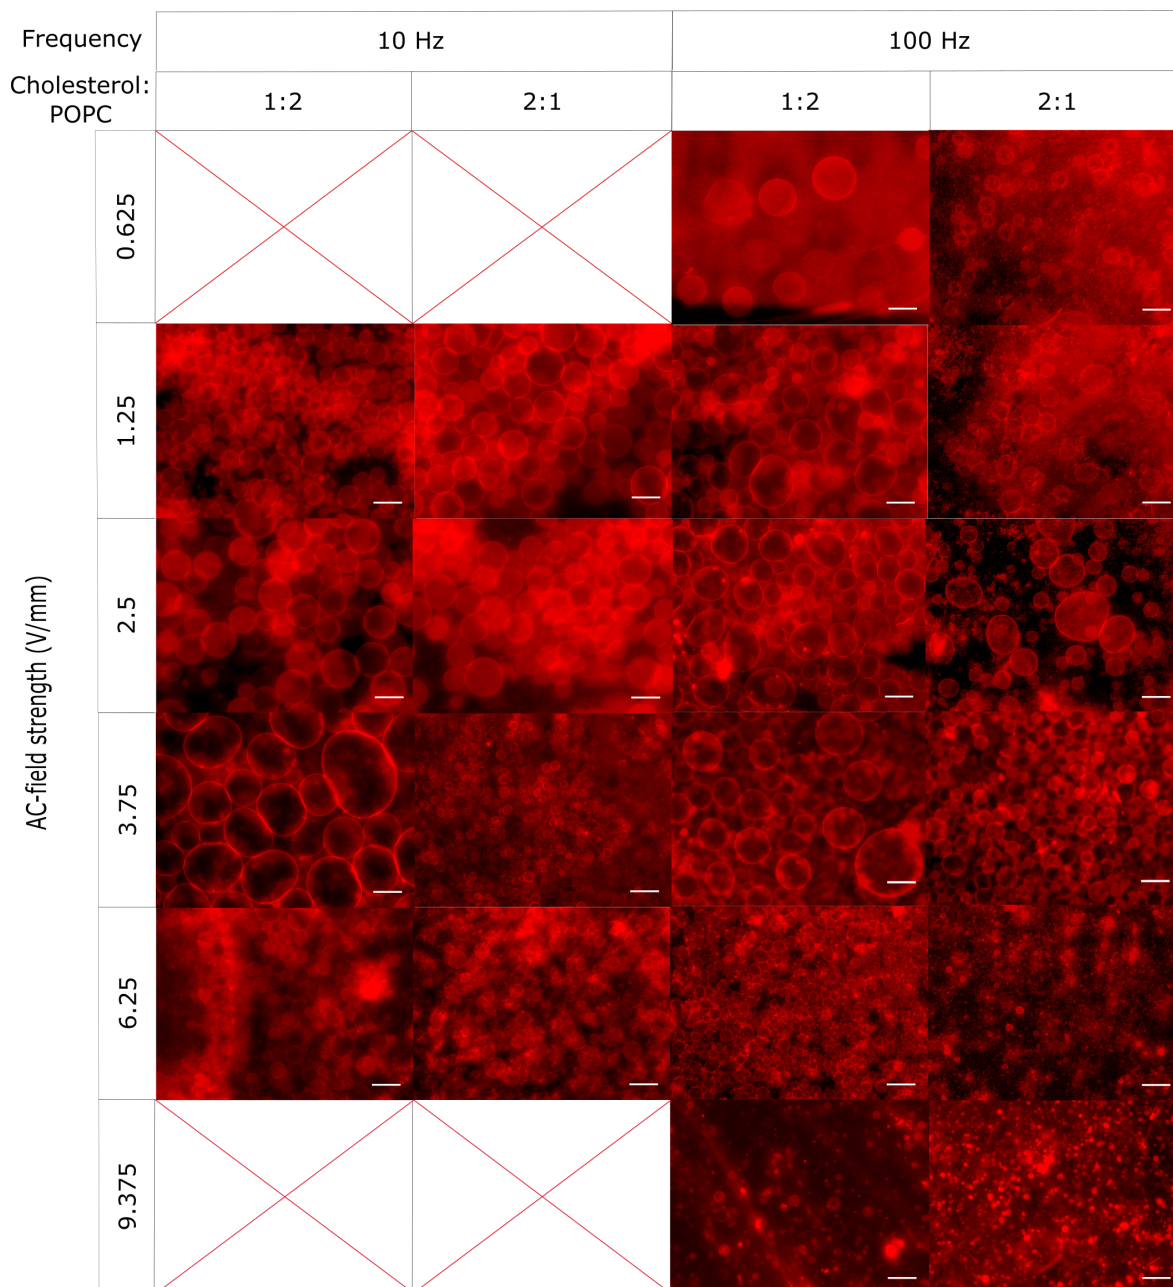 Frequency
10 Hz
100 Hz
Cholesterol:
POPC
1:2
2:1
1:2
2:1
AC-field strength (V/mm)
0.625
1.25
2.5
3.75
6.25
9.375